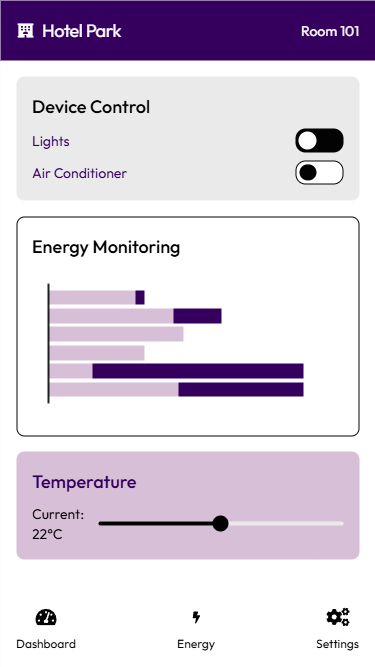 Hotel Park
Room 101
Device Control
Lights
Air Conditioner
Energy Monitoring
Temperature
Current:
22°C
Dashboard
Energy
Settings